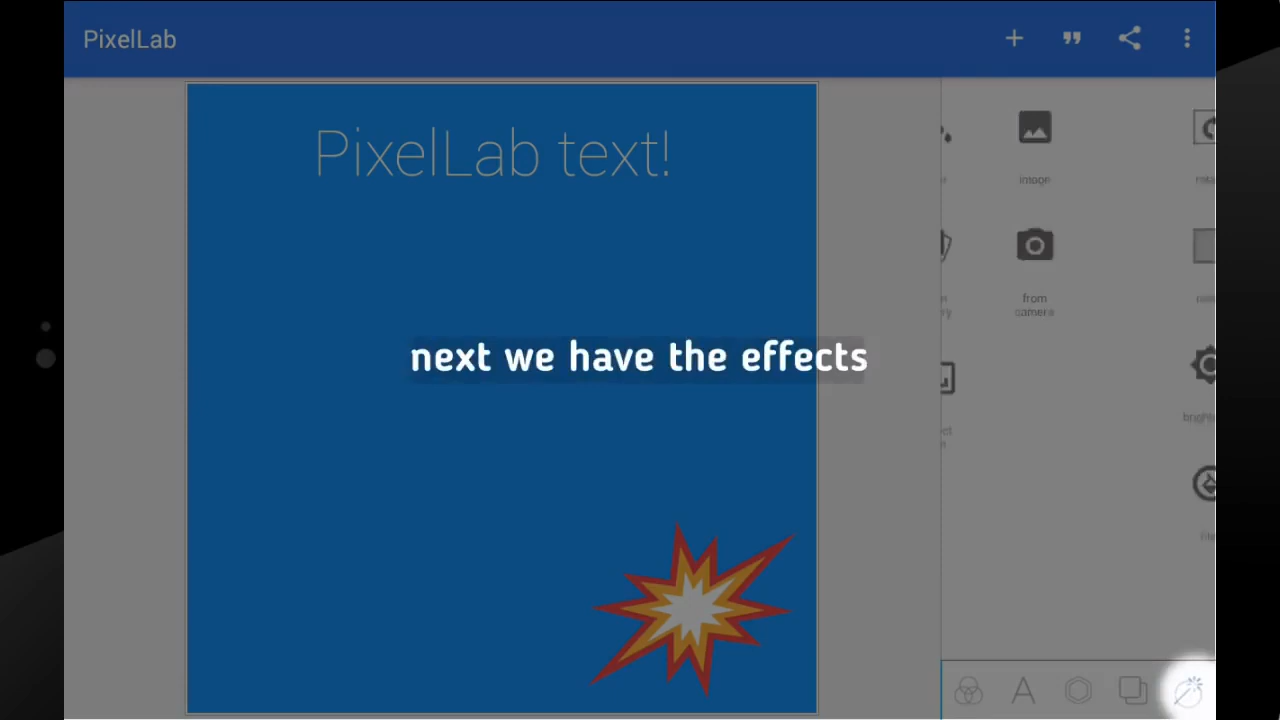 PixelLab
PixelLab text!
image
from
camera
next we have the effects